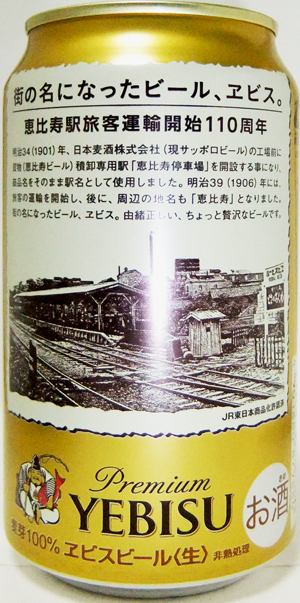 街の名になったビール、ヱビス。
恵比寿駅旅客運輸開始110周年
明治34（1901）年、日本麦酒株式会社（現サッポロビール）の工場前に
貨物（恵比寿ビール）積卸専用駅「恵比寿停車場」を開設する事になり、
商品名をそのまま駅名として使用しました。明治39（1906）年には、
旅客の運輸を開始し、後に、周辺の地名も「恵比寿」となりました。
街の名になったビール、ヱビス。由緒正しい、ちょっと贅沢なビールです。
JR東日本商品化許諾済
Premium
YEBISU
麦芽100% ヱビスビール〈生〉 非熱処理
お酒